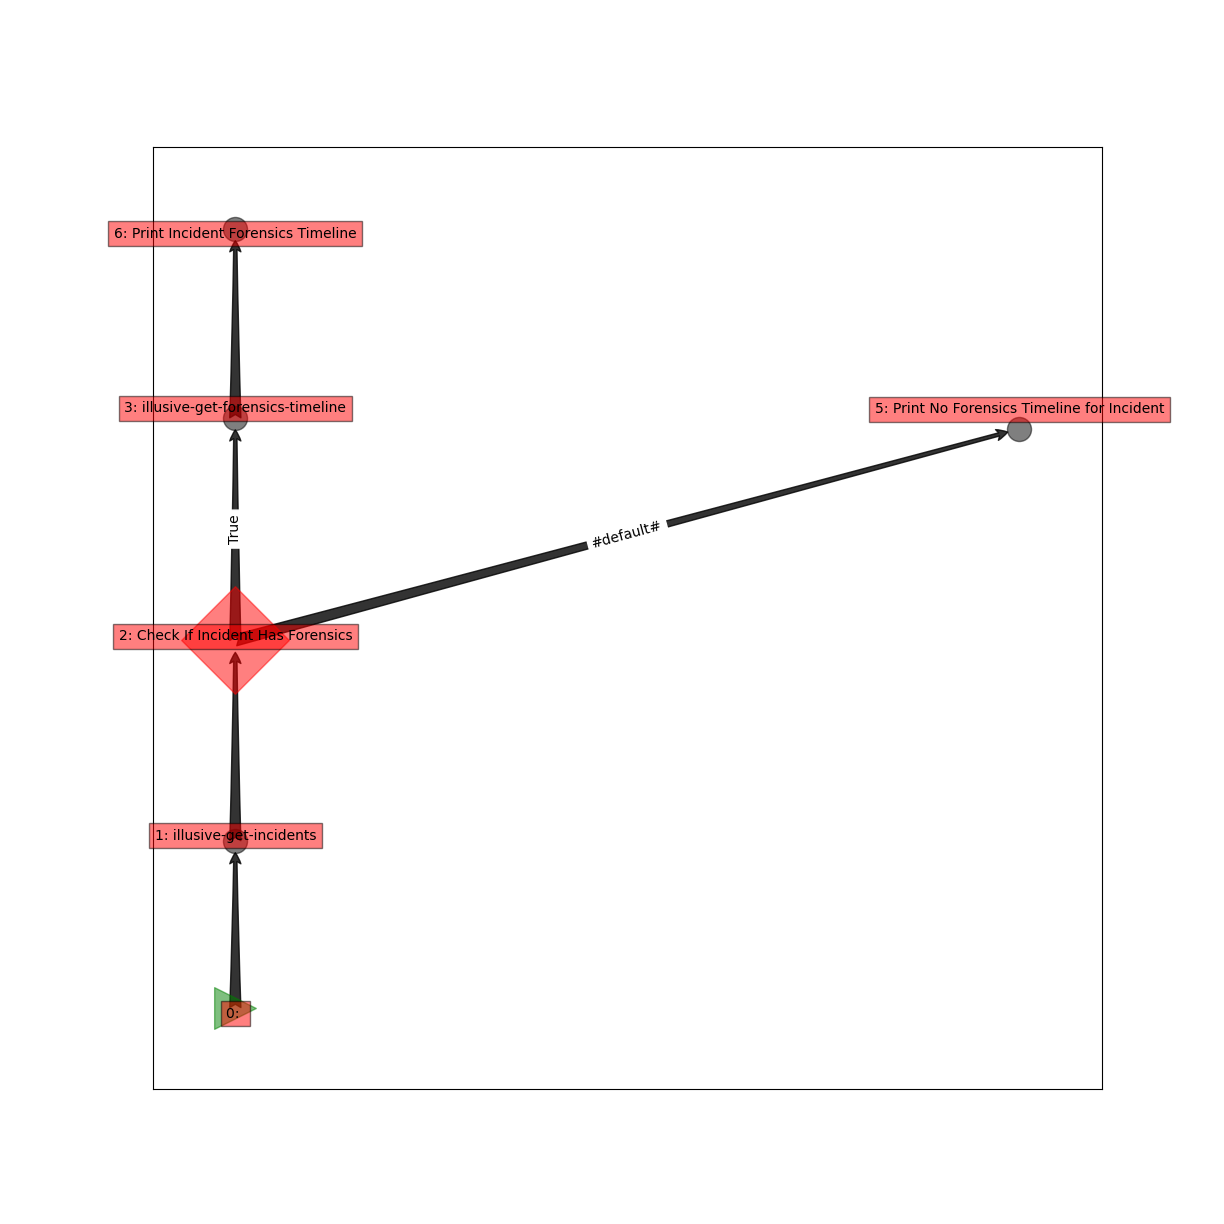 6: Print Incident Forensics Timeline
3: illusive-get-forensics-timeline
5: Print No Forensics Timeline for Incident
True
#default#
2: Check If Incident Has Forensics
1: illusive-get-incidents
0: